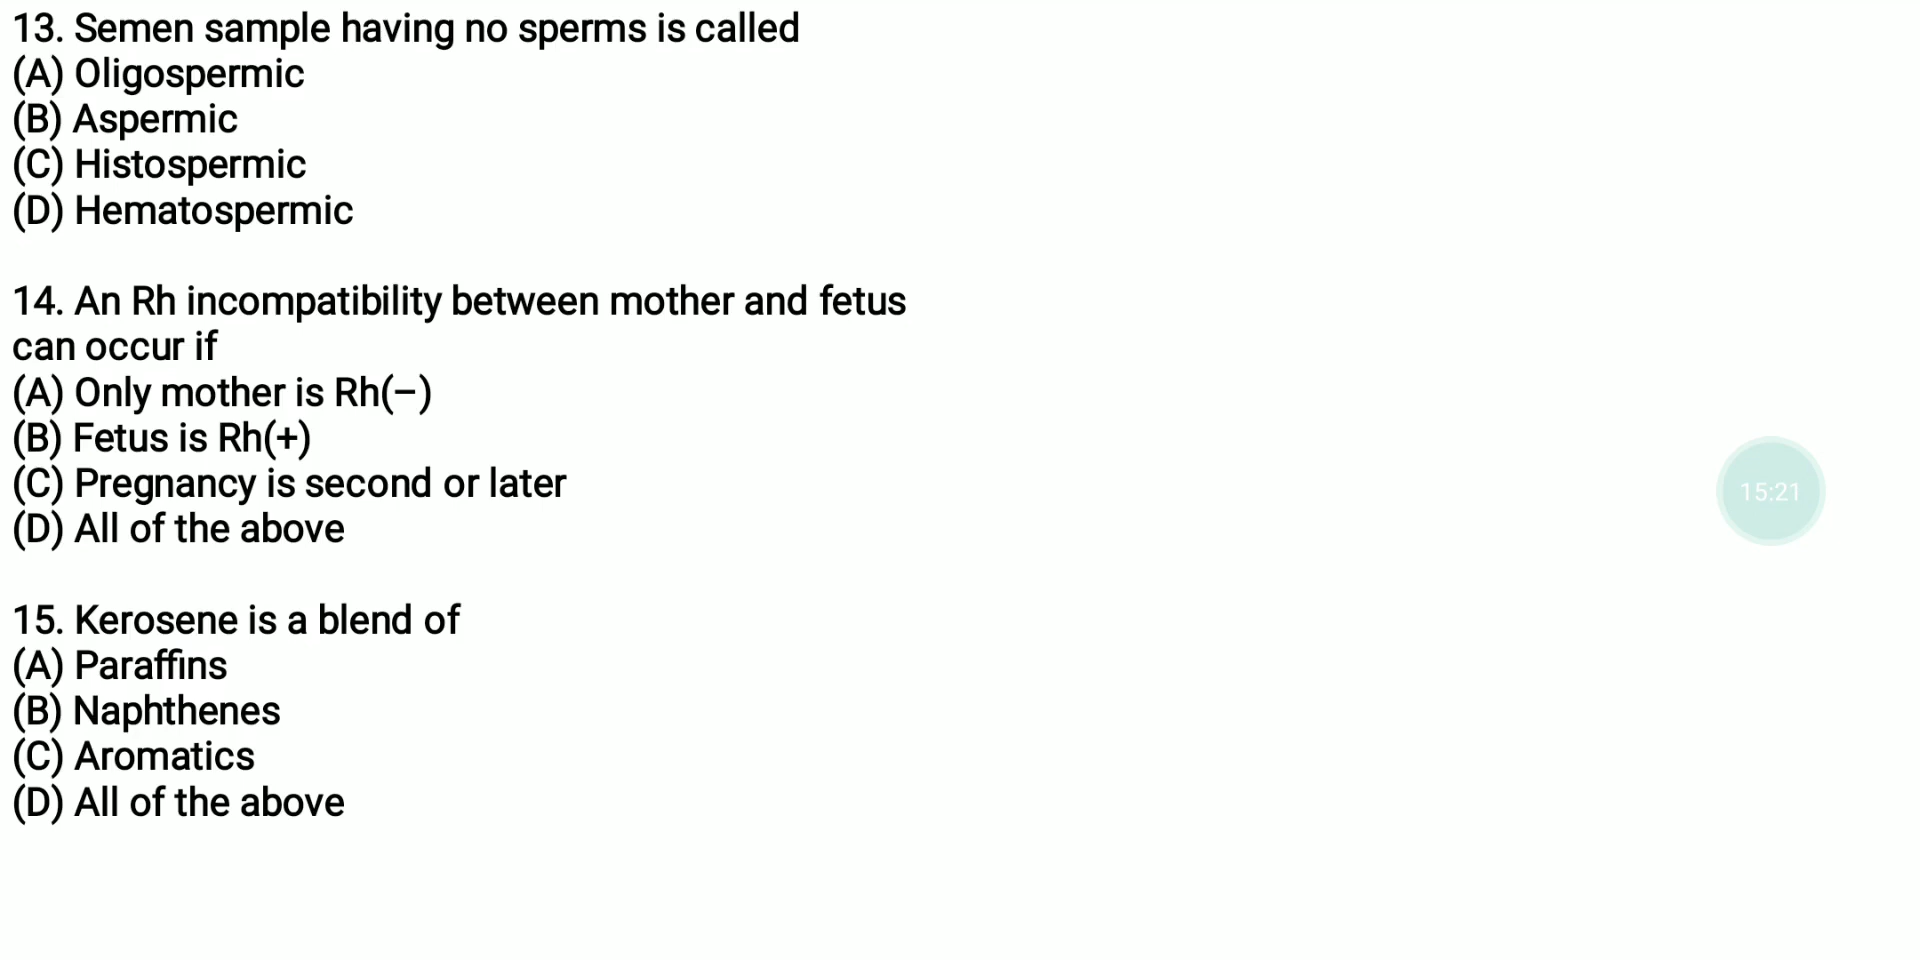 13. Semen sample having no sperms is called
(A) Oligospermic
(B) Aspermic
(C) Histospermic
(D) Hematospermic
14. An Rh incompatibility between mother and fetus
can occur if
(A) Only mother is Rh(–)
(B) Fetus is Rh(+)
(C) Pregnancy is second or later
(D) All of the above
15:21
15. Kerosene is a blend of
(A) Paraffins
(B) Naphthenes
(C) Aromatics
(D) All of the above